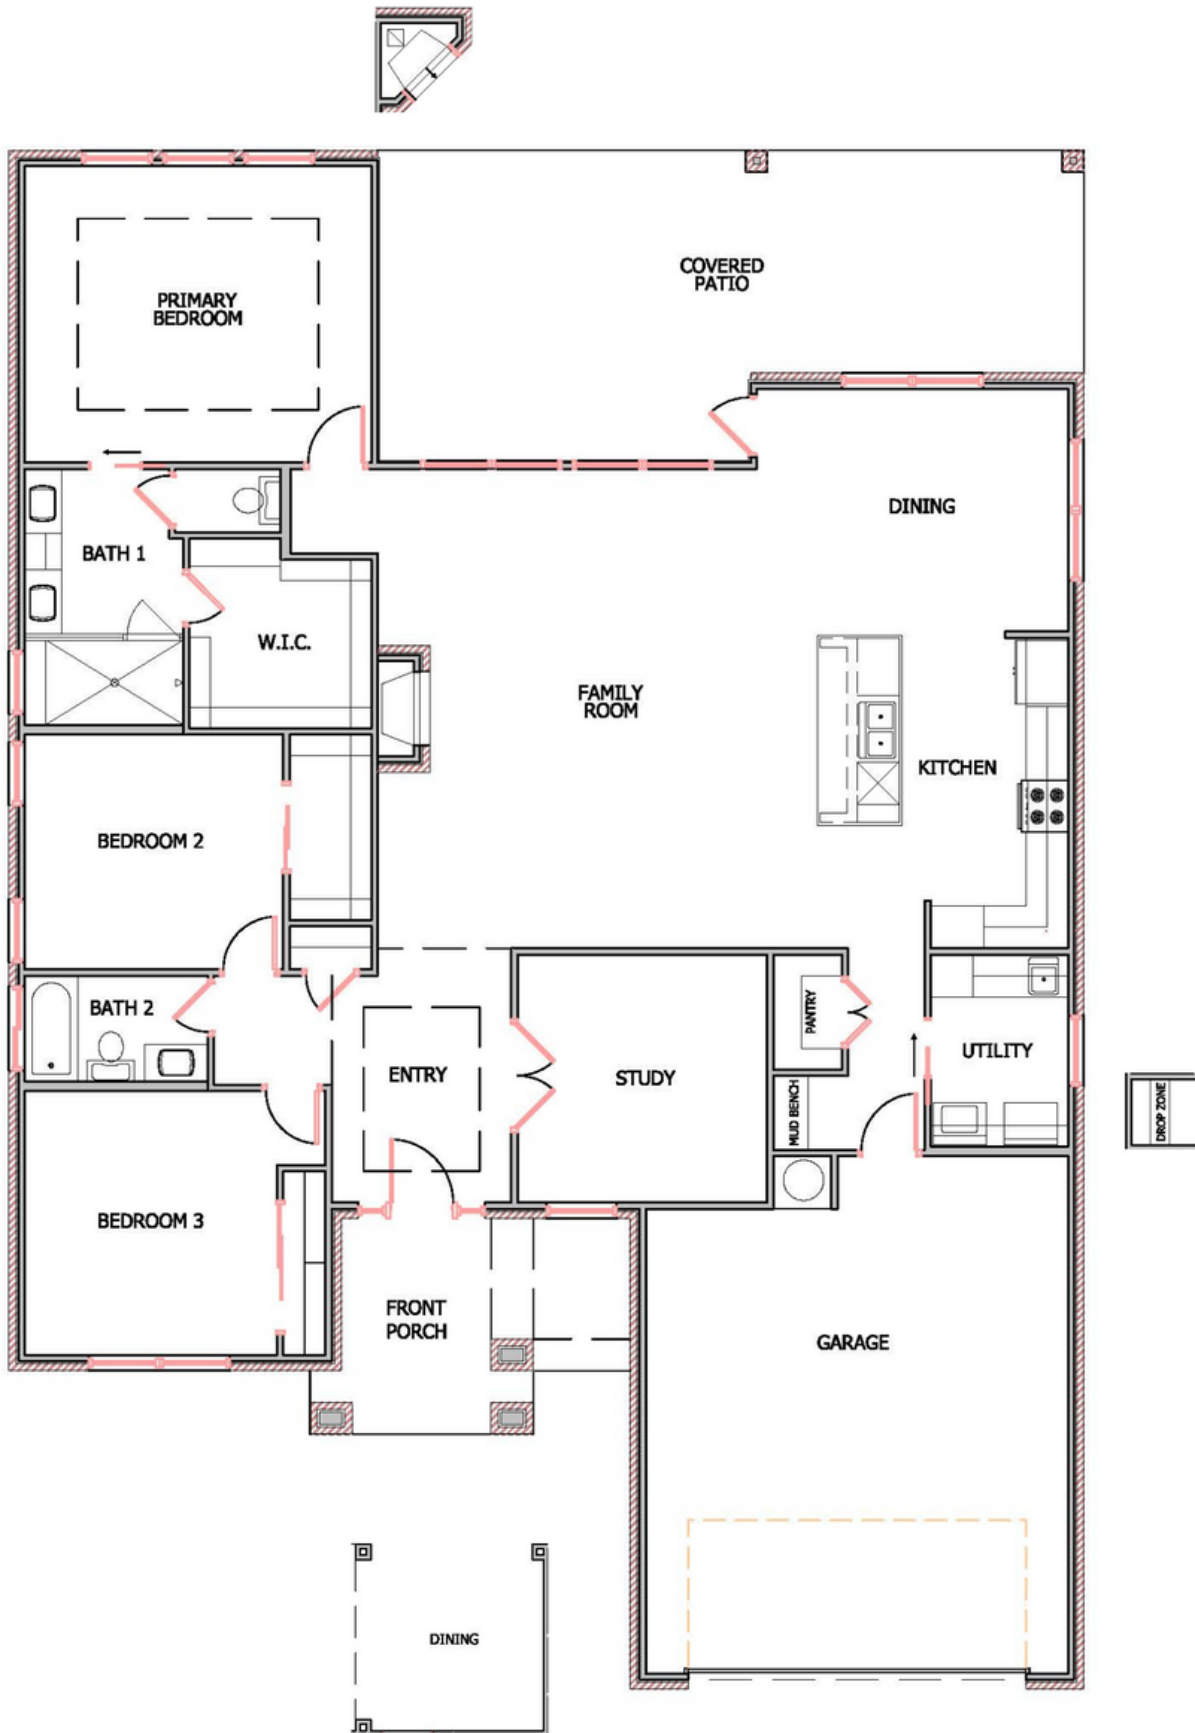 PRIMARY
BEDROOM
COVERED
PATIO
DINING
BATH 1
W.I.C.
FAMILY
ROOM
KITCHEN
BEDROOM 2
BATH 2
ENTRY
STUDY
PANTRY
UTILITY
MUD BENCH
DROP ZONE
BEDROOM 3
FRONT
PORCH
GARAGE
DINING